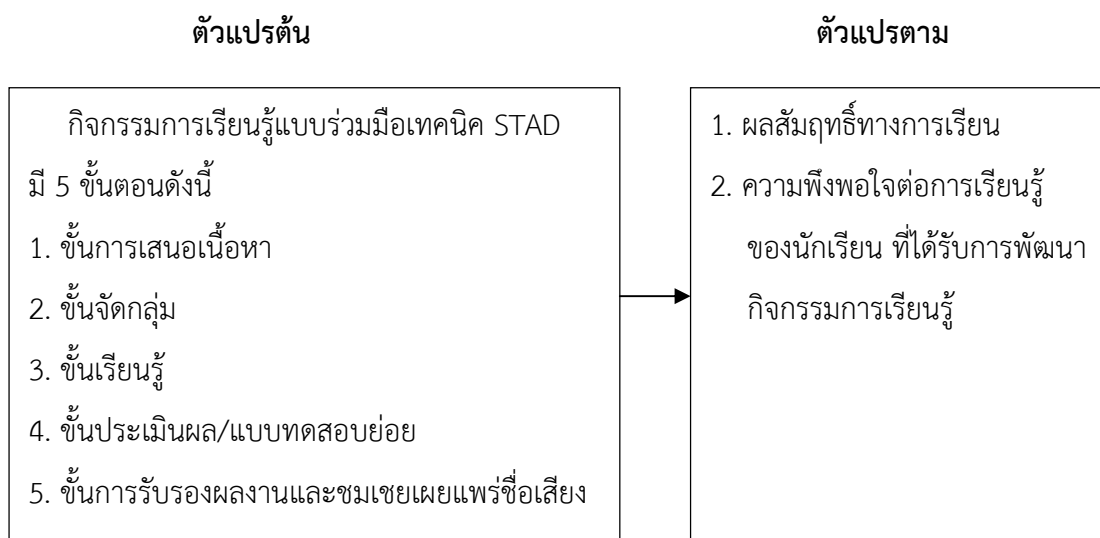 ตัวแปรต้น
ตัวแปรตาม
กิจกรรมการเรียนรู้แบบร่วมมือเทคนิค STAD
มี 5 ขั้นตอนดังนี้
1. ขั้นการเสนอเนื้อหา
2. ขั้นจัดกลุ่ม
3. ขั้นเรียนรู้
4. ขั้นประเมินผล/แบบทดสอบย่อย
5. ขั้นการรับรองผลงานและชมเชยเผยแพร่ชื่อเสียง
1. ผลสัมฤทธิ์ทางการเรียน
2. ความพึงพอใจต่อการเรียนรู้
ของนักเรียน ที่ได้รับการพัฒนา
กิจกรรมการเรียนรู้